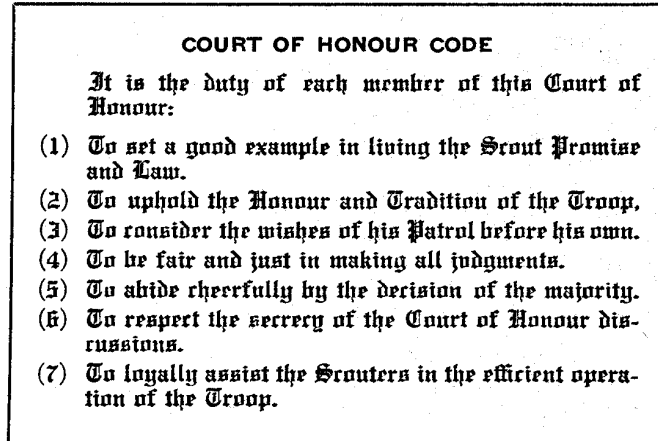 COURT OF HONOUR CODE
It is the duty of each member of this Court of
Honour:
(1) To set a good example in living the Scout Promise
and Law.
(2) To uphold the Honour and Tradition of the Troop.
(3) To consider the wishes of his Patrol before his own.
(4) To be fair and just in making all judgments.
(5) To abide cheerfully by the decision of the majority.
(6) To respect the secrecy of the Court of Honour dis-
cussions.
(7) To loyally assist the Scouters in the efficient opera-
tion of the Troop.